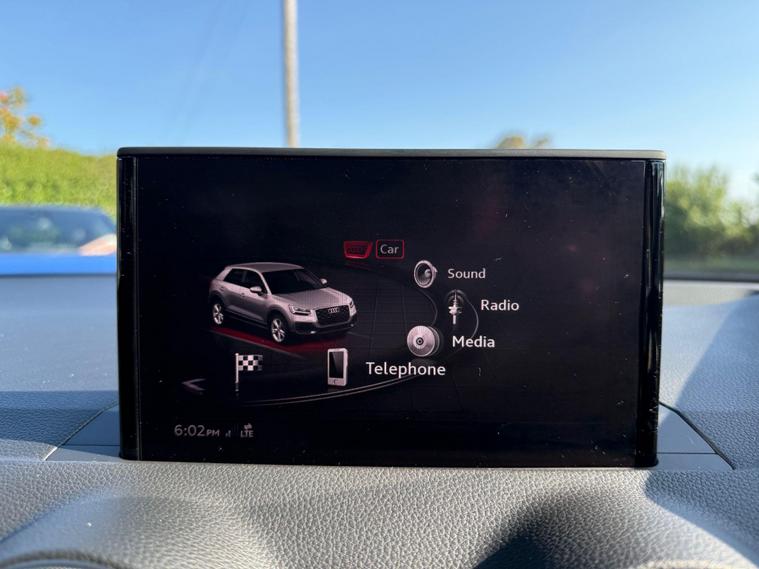 Car
Sound
Radio
Media
Telephone
6:02PM LTE